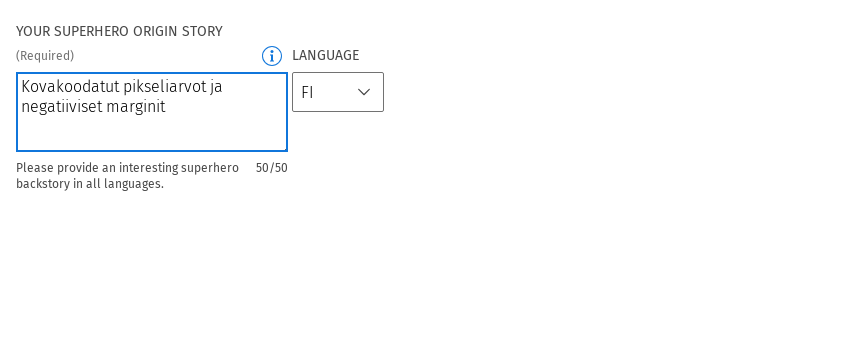 YOUR SUPERHERO ORIGIN STORY
(Required)
LANGUAGE
Kovakoodatut pikseliarvot ja
negatiiviset marginit
FI
Please provide an interesting superhero 50/50
backstory in all languages.